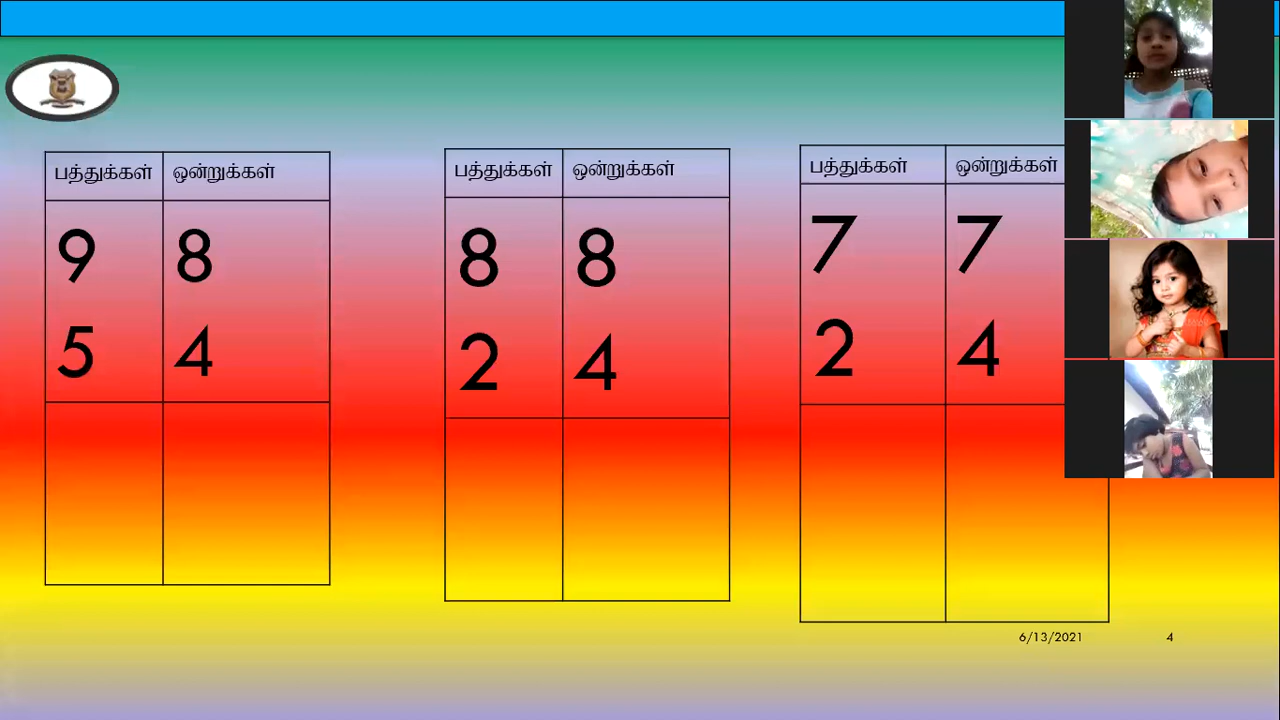 பத்துக்கள் ஒன்றுக்கள்
9 8
5 4
பத்துக்கள் ஒன்றுக்கள்
8 8
2 4
பத்துக்கள் ஒன்றுக்கள்
7 7
2 4
6/13/2021 4